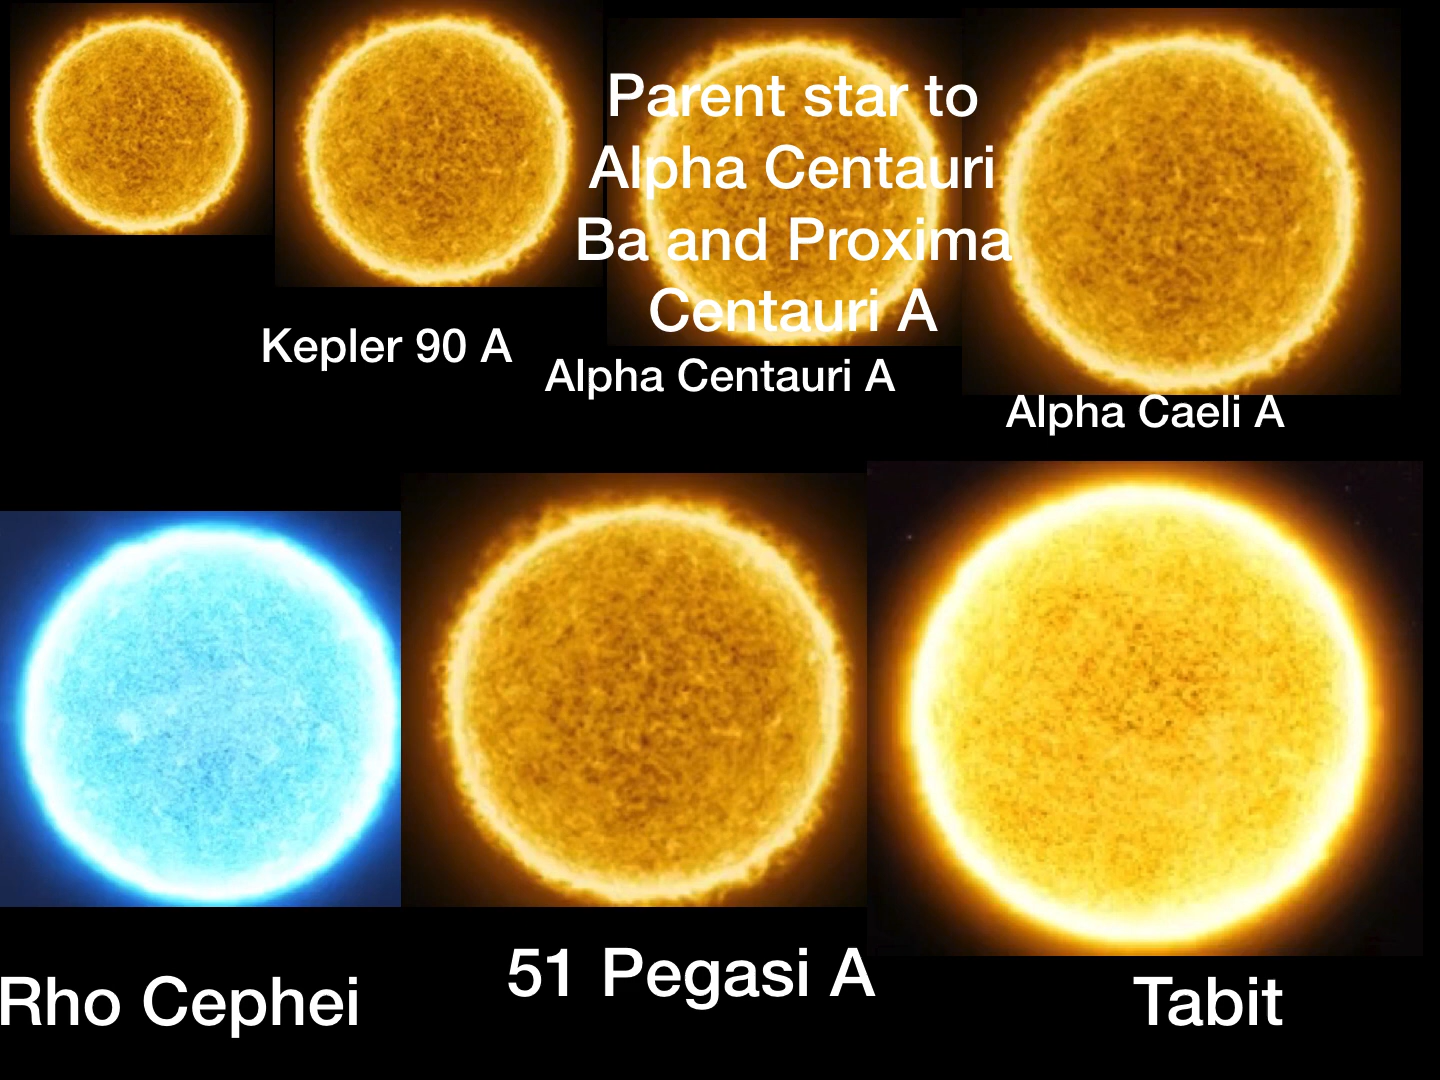 Parent star to
Alpha Centauri
Ba and Proxima
Centauri A
Kepler 90 A
Alpha Centauri A
Alpha Caeli A
Rho Cephei
51 Pegasi A
Tabit